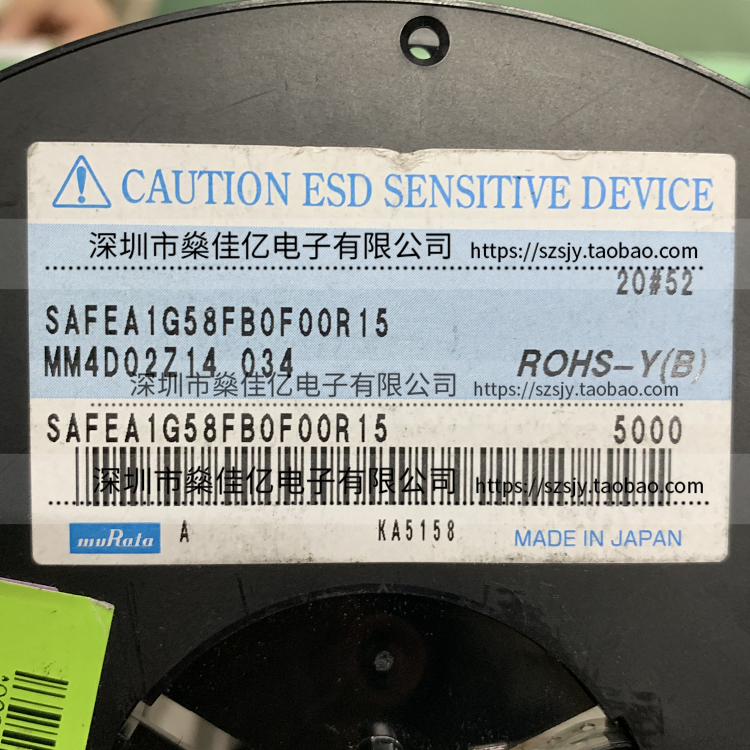 CAUTION ESD SENSITIVE DEVICE
深圳市燊佳亿电子有限公司 https://szsjy.taobao.com
20#52
SAFEA1G58FB0F00R15
MM4D02Z14 034 ROHS-Y(B)
深圳市燊佳亿电子有限公司 https://szsjy.taobao.com
SAFEA1G58FB0F00R15 5000
深圳市燊佳亿电子有限公司 https://szsjy.taobao.com
muRata A KA5158 MADE IN JAPAN